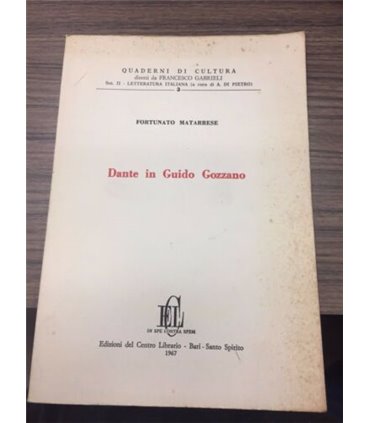 QUADERNI DI CULTURA
diretti da FRANCESCO GABRIELI
Sez. II - LETTERATURA ITALIANA (a cura di A. DI PIETRO)
3
FORTUNATO MATARRESE
Dante in Guido Gozzano
ECL
IN SPE CONTRA SPEM
Edizioni del Centro Librario - Bari - Santo Spirito
1967